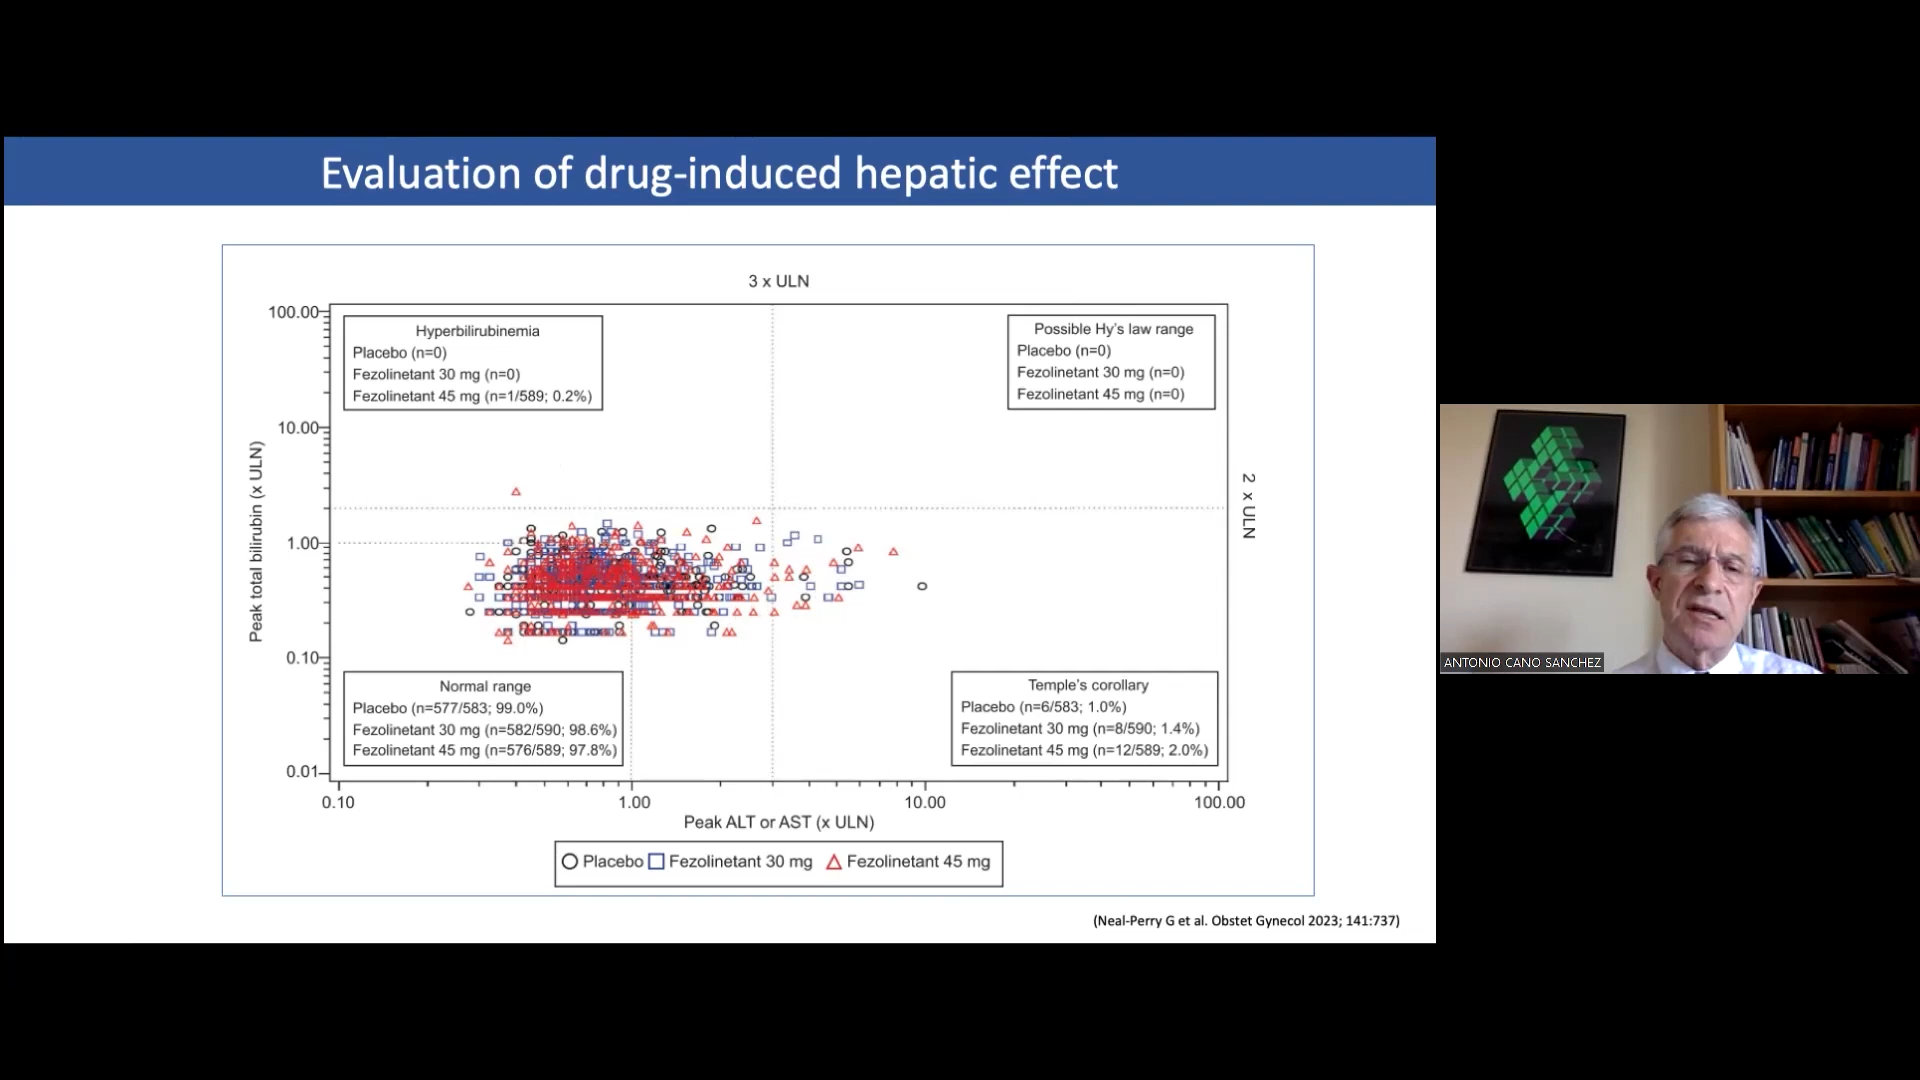 Evaluation of drug-induced hepatic effect
3 x ULN
100.00
10.00
1.00
0.10
0.01
Peak total bilirubin (x ULN)
Hyperbilirubinemia
Placebo (n=0)
Fezolinetant 30 mg (n=0)
Fezolinetant 45 mg (n=1/589; 0.2%)
Possible Hy's law range
Placebo (n=0)
Fezolinetant 30 mg (n=0)
Fezolinetant 45 mg (n=0)
2 x ULN
Normal range
Placebo (n=577/583; 99.0%)
Fezolinetant 30 mg (n=582/590; 98.6%)
Fezolinetant 45 mg (n=576/589; 97.8%)
Temple's corollary
Placebo (n=6/583; 1.0%)
Fezolinetant 30 mg (n=8/590; 1.4%)
Fezolinetant 45 mg (n=12/589; 2.0%)
0.10 1.00 10.00 100.00
Peak ALT or AST (x ULN)
Placebo Fezolinetant 30 mg Fezolinetant 45 mg
(Neal-Perry G et al. Obstet Gynecol 2023; 141:737)
ANTONIO CANO SANCHEZ